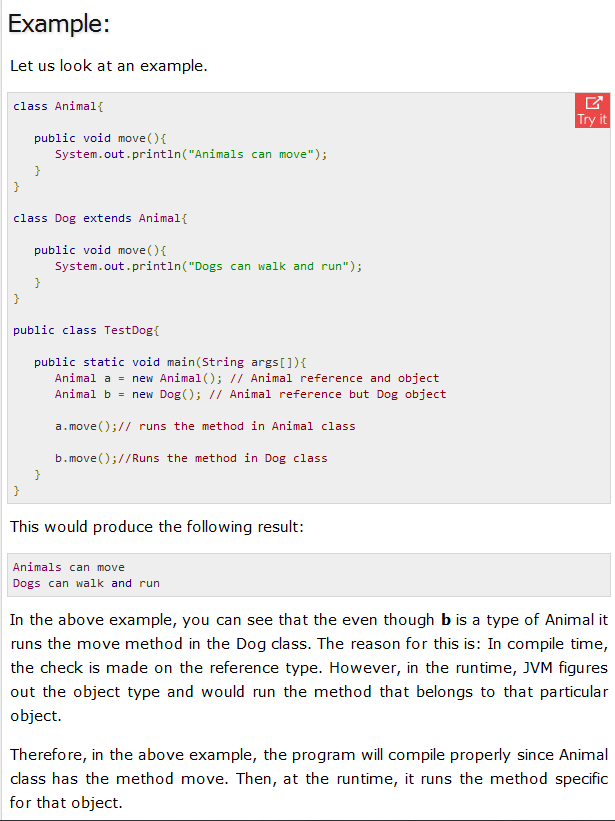 Example:
Let us look at an example.
Try it
class Animal{
public void move(){
System.out.println("Animals can move");
}
}
class Dog extends Animal{
public void move(){
System.out.println("Dogs can walk and run");
}
}
public class TestDog{
public static void main(String args[]){
Animal a = new Animal(); // Animal reference and object
Animal b = new Dog(); // Animal reference but Dog object
a.move();// runs the method in Animal class
b.move();//Runs the method in Dog class
}
}
This would produce the following result:
Animals can move
Dogs can walk and run
In the above example, you can see that the even though b is a type of Animal it
runs the move method in the Dog class. The reason for this is: In compile time,
the check is made on the reference type. However, in the runtime, JVM figures
out the object type and would run the method that belongs to that particular
object.
Therefore, in the above example, the program will compile properly since Animal
class has the method move. Then, at the runtime, it runs the method specific
for that object.